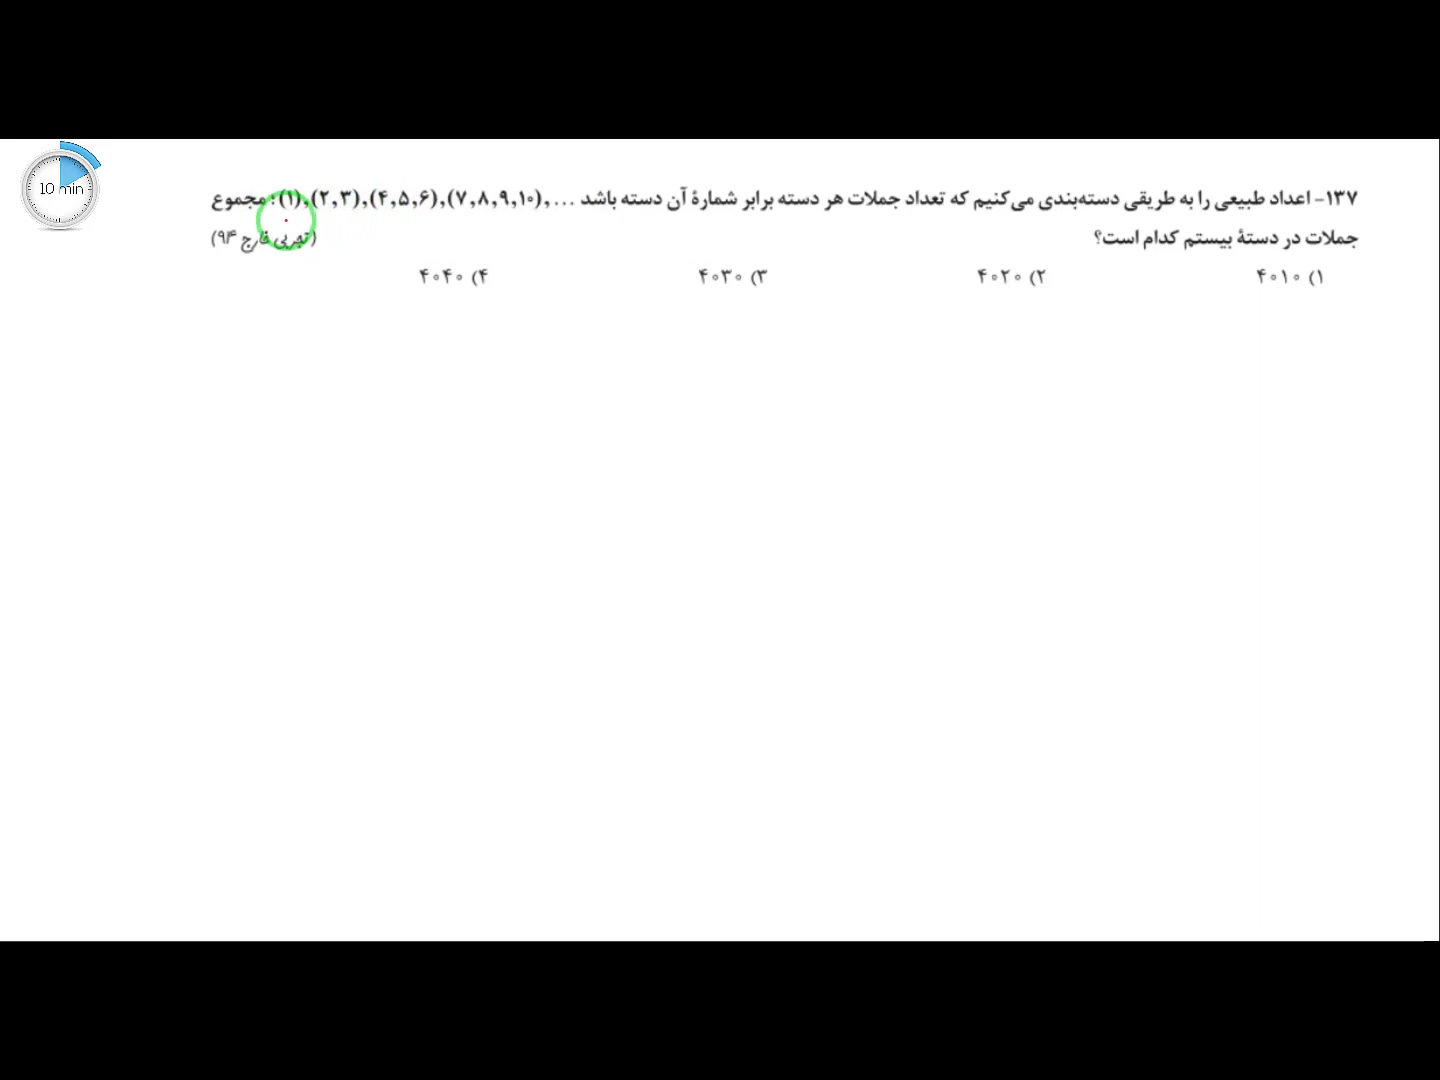 10 min
۱۳۷- اعداد طبیعی را به طریقی دسته‌بندی می‌کنیم که تعداد جملات هر دسته برابر شمارهٔ آن دسته باشد ... ,(۱),(۲,۳),(۴,۵,۶),(۷,۸,۹,۱۰)؛ مجموع
جملات در دستهٔ بیستم کدام است؟ (تجربی خارج ۹۴)
۱) ۴۰۱۰ ۲) ۴۰۲۰ ۳) ۴۰۳۰ ۴) ۴۰۴۰